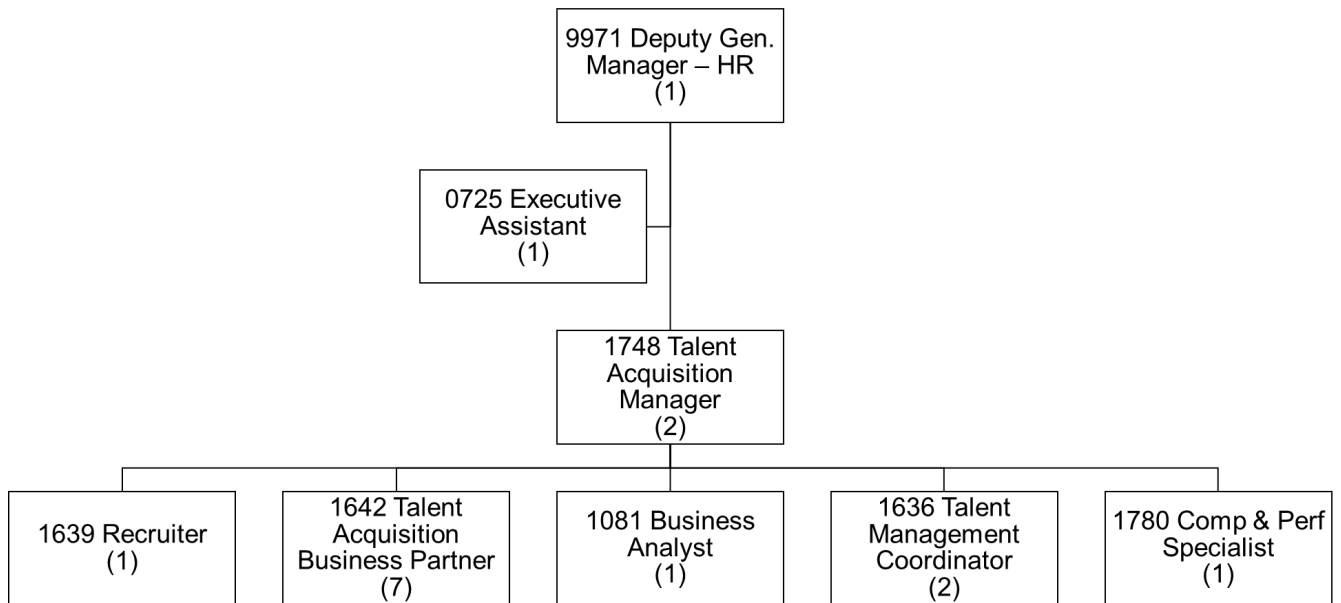 9971 Deputy Gen.
Manager – HR
(1)
0725 Executive
Assistant
(1)
1748 Talent
Acquisition
Manager
(2)
1639 Recruiter
(1)
1642 Talent
Acquisition
Business Partner
(7)
1081 Business
Analyst
(1)
1636 Talent
Management
Coordinator
(2)
1780 Comp & Perf
Specialist
(1)